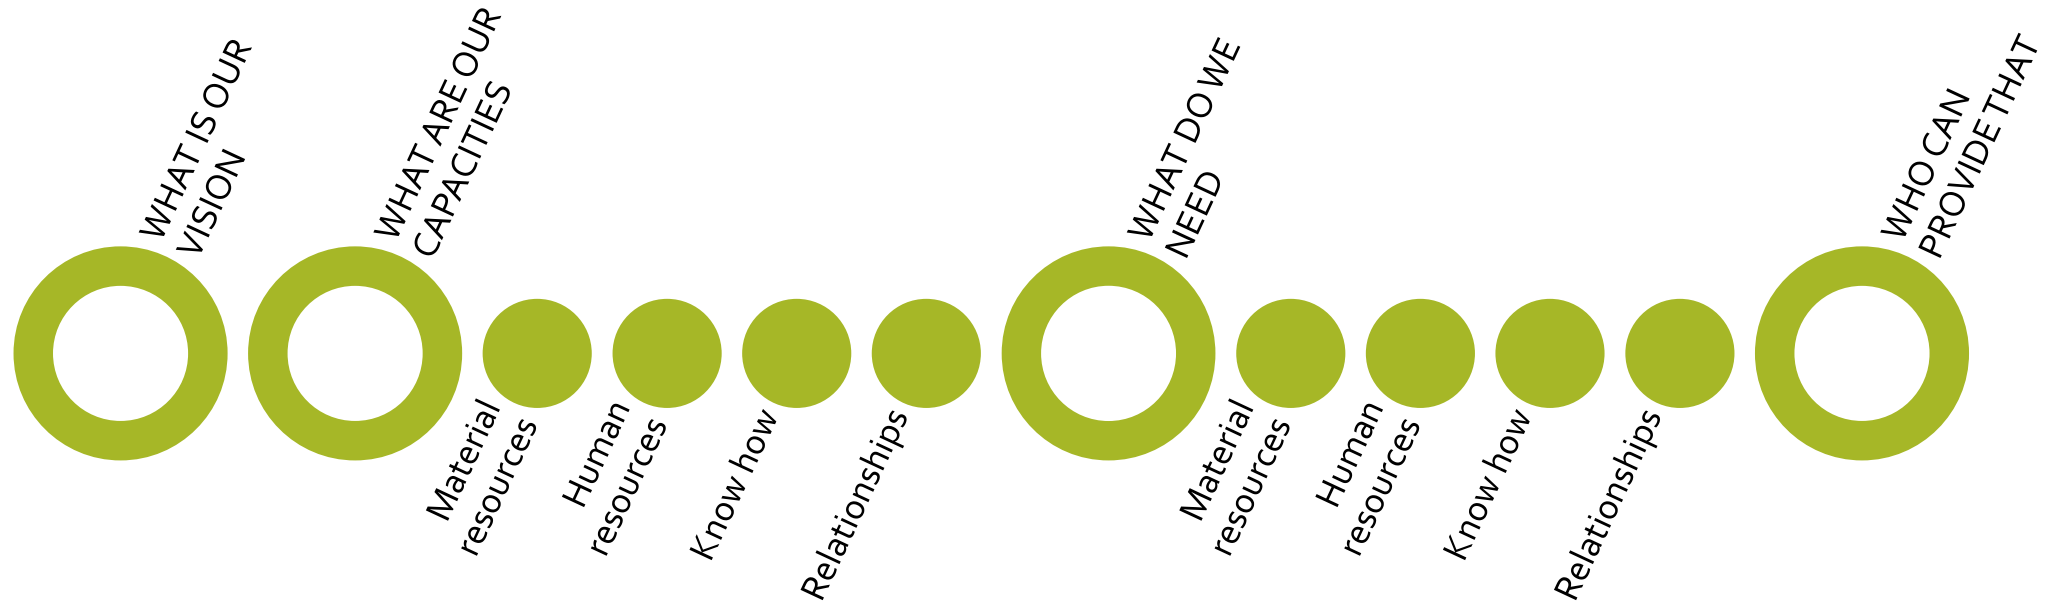 WHAT IS OUR
VISION
WHAT ARE OUR
CAPACITIES
Material
resources
Human
resources
Know how
Relationships
WHAT DO WE
NEED
Material
resources
Human
resources
Know how
Relationships
WHO CAN
PROVIDE THAT